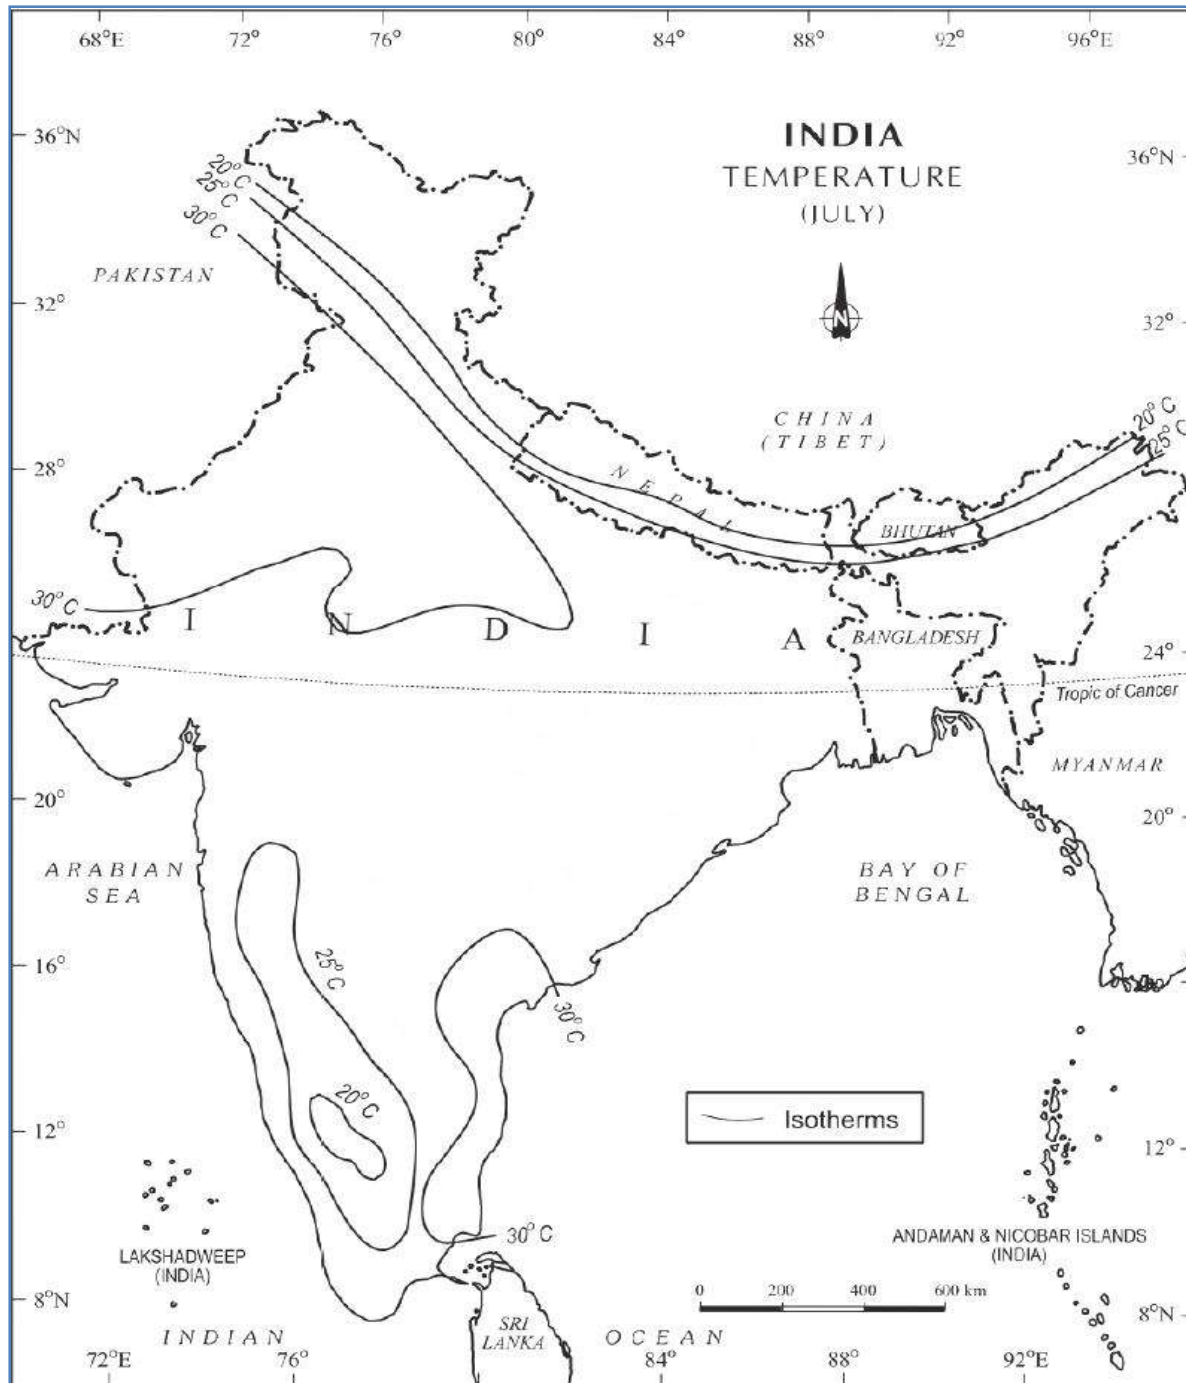 68°E 72° 76° 80° 84° 88° 92° 96°E
INDIA
TEMPERATURE
(JULY)
36°N
36°N
20°C
25°C
30°C
PAKISTAN
N
32°
32°
CHINA
(TIBET)
20°C
25°C
28°
NEPAL
BHUTAN
30°C
I N D I A
BANGLADESH
24°
Tropic of Cancer
MYANMAR
20°
20°
ARABIAN
SEA
BAY OF
BENGAL
25°C
16°
30°C
20°C
Isotherms
12°
12°
30°C
LAKSHADWEEP
(INDIA)
ANDAMAN & NICOBAR ISLANDS
(INDIA)
0 200 400 600 km
8°N
8°N
SRI
LANKA
INDIAN OCEAN
72°E 76° 84° 88° 92°E